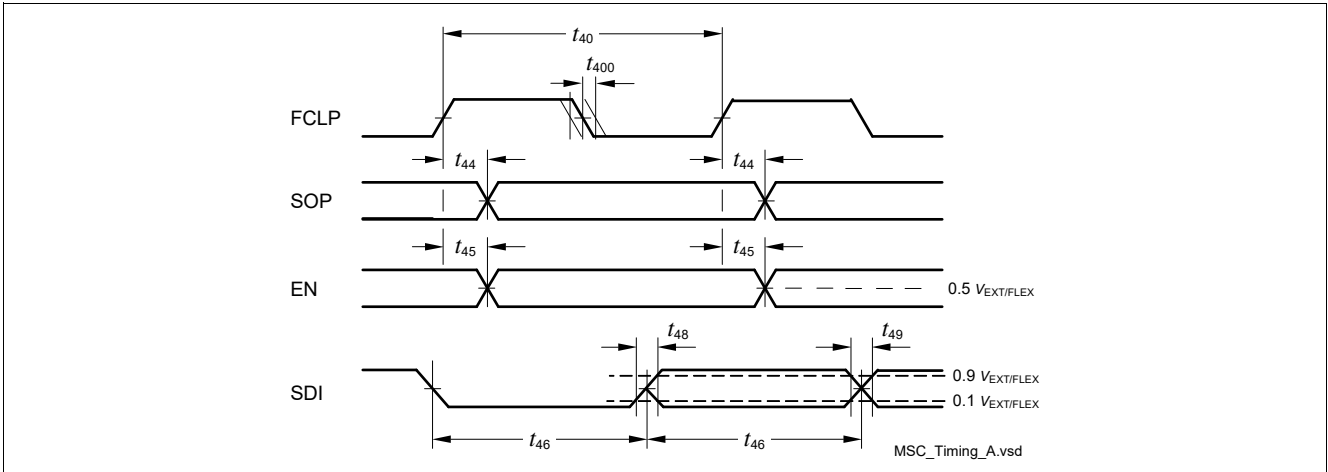 t40
t400
FCLP
t44 t44
SOP
t45 t45
EN
0.5 VEXT/FLEX
t48 t49
0.9 VEXT/FLEX
SDI
0.1 VEXT/FLEX
t46 t46
MSC_Timing_A.vsd